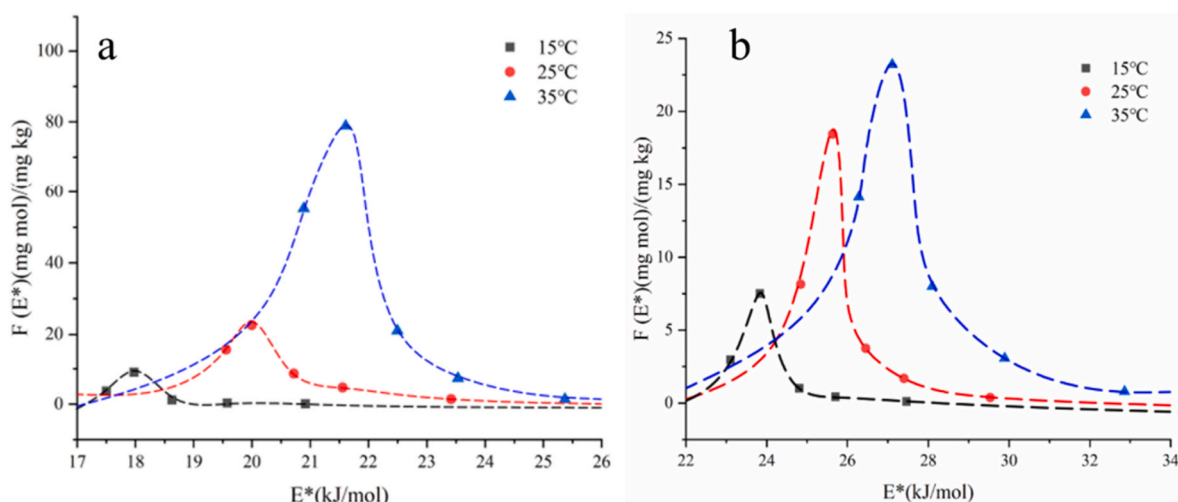 a
15℃
25℃
35℃
F (E*)(mg mol)/(mg kg)
100
80
60
40
20
0
17 18 19 20 21 22 23 24 25 26
E*(kJ/mol)
b
15℃
25℃
35℃
F (E*)(mg mol)/(mg kg)
25
20
15
10
5
0
22 24 26 28 30 32 34
E*(kJ/mol)